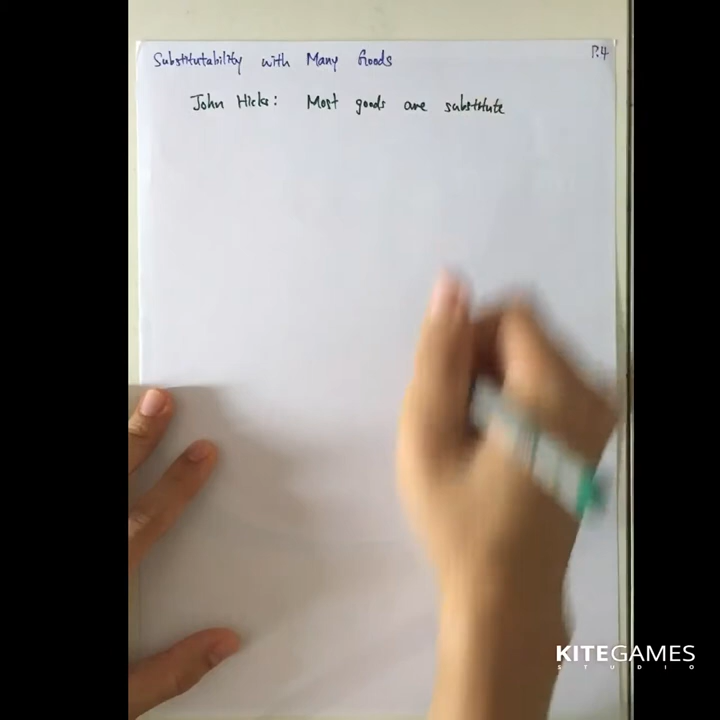 Substitutability with Many Goods
P.4
John Hicks: Most goods are substitute
KITEGAMES
STUDIO